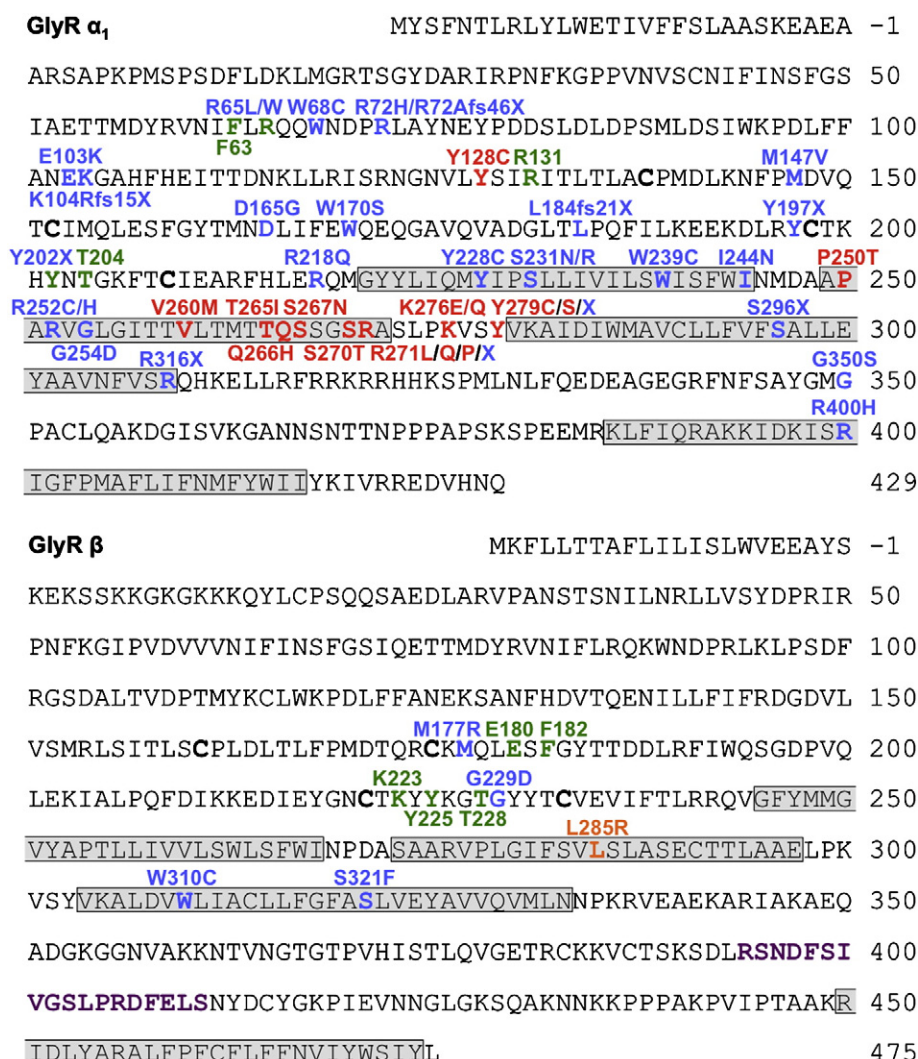 GlyR α1 MYSFNTLRLYLWETIVFFSLAASKEAEA -1
ARSAPKPMSPSDFLDKLMGRTSGYDARIRPNFKGPPVNVSCNIFINSFGS 50
R65L/W W68C R72H/R72Afs46X
IAETTMDYRVNIFLRQQWNDPRLAYNEYPDDSLDLDPSMLDSIWKPDLFF 100
F63
E103K Y128C R131 M147V
ANEKGAHFHEITTDNKLLRISRNGNVLYSIRITLTLACPMDLKNFPMDVQ 150
K104Rfs15X D165G W170S L184fs21X Y197X
TCIMQLESFGYTMNDLIFEWQEQGAVQVADGLTLPQFILKEEKDLRYCTK 200
Y202X T204 R218Q Y228C S231N/R W239C I244N P250T
HYNTGKFTCIEARFHLERQMGYYLIQMYIPSLLIVILSWISFWINMDAAP 250
R252C/H V260M T265I S267N K276E/Q Y279C/S/X S296X
ARVGLGITTVLTMTTQSSGSRASLPKVSYVKAIDIWMAVCLLFVFSALLE 300
G254D R316X Q266H S270T R271L/Q/P/X G350S
YAAVNFVSRQHKELLRFRRKRRHHKSPMLNLFQEDEAGEGRFNFSAYGMG 350
R400H
PACLQAKDGISVKGANNSNTTNPPPAPSKSPEEMRKLFIQRAKKIDKISR 400
IGFPMAFLIFNMFYWIIYKIVRREDVHNQ 429
GlyR β MKFLLTTAFLILISLWVEEAYS -1
KEKSSKKGKGKKKQYLCPSQQSAEDLARVPANSTSNILNRLLVSYDPRIR 50
PNFKGIPVDVVVNIFINSFGSIQETTMDYRVNIFLRQKWNDPRLKLPSDF 100
RGSDALTVDPTMYKCLWKPDLFFANEKSANFHDVTQENILLFIFRDGDVL 150
M177R E180 F182
VSMRLSITLSCPLDLTLFPMDTQRCKMQLESFGYTTDDLRFIWQSGDPVQ 200
K223 G229D
LEKIALPQFDIKKEDIEYGNCTKYYKGTGYYTCVEVIFTLRRQVGFYMMG 250
Y225 T228 L285R
VYAPTLLIVVLSWLSFWINPDASAARVPLGIFSVLSLASECTTLAAELPK 300
W310C S321F
VSYVKALDVWLIACLLFGFASLVEYAVVQVMLNNPKRVEAEKARIAKAEQ 350
ADGKGGNVAKKNTVNGTGTPVHISTLQVGETRCKKVCTSKSDLRSNDFSI 400
VGSLPRDFELSNYDCYGKPIEVNNGLGKSQAKNNKKPPPAKPVIPTAAKR 450
IDLYARALFPFCFLFFNVIYWSIYL 475